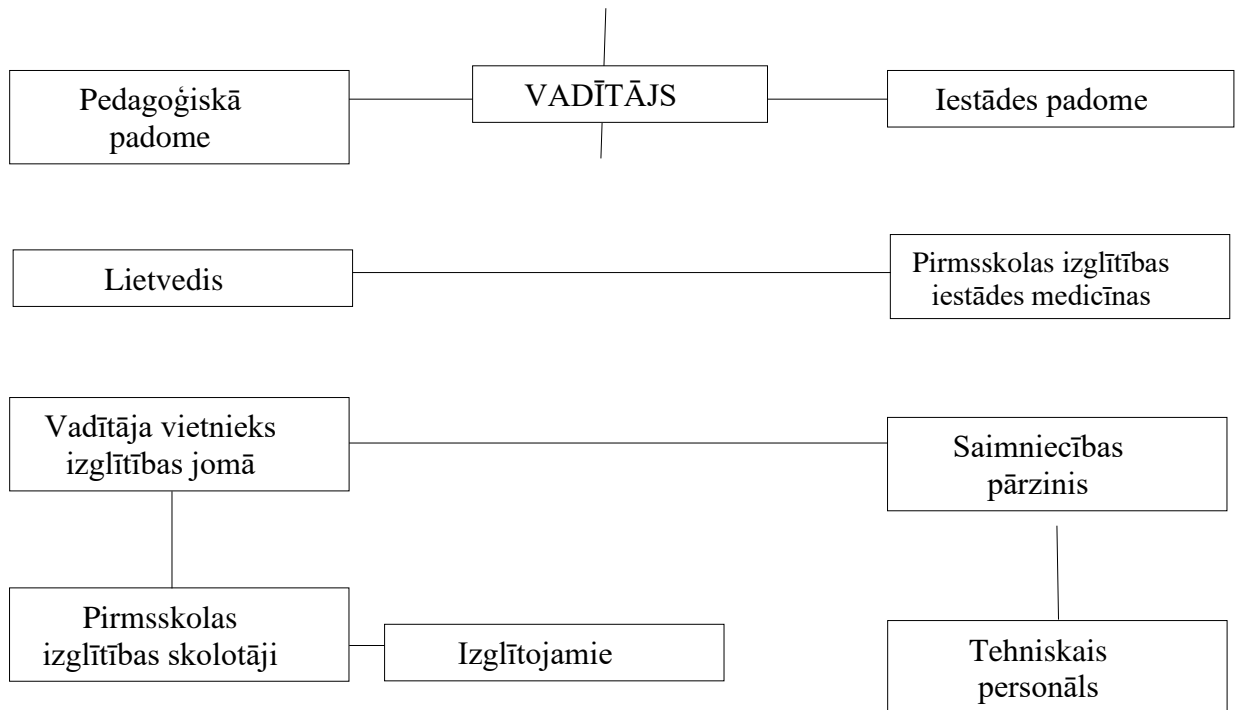 Pedagoģiskā
padome
VADĪTĀJS
Iestādes padome
Lietvedis
Pirmsskolas izglītības
iestādes medicīnas
Vadītāja vietnieks
izglītības jomā
Saimniecības
pārzinis
Pirmsskolas
izglītības skolotāji
Izglītojamie
Tehniskais
personāls